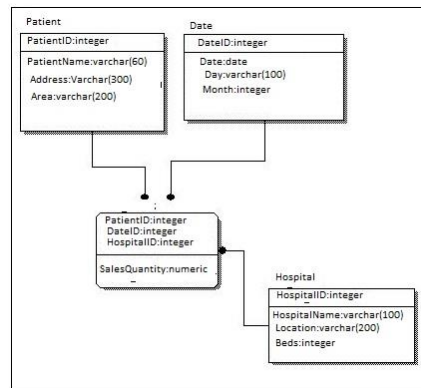 Patient
PatientID:integer
PatientName:varchar(60)
Address:Varchar(300)
Area:varchar(200)
Date
DateID:integer
Date:date
Day:varchar(100)
Month:integer
:
PatientID:integer
DateID:integer
HospitalID:integer
SalesQuantity:numeric
Hospital
HospitalID:integer
HospitalName:varchar(100)
Location:varchar(200)
Beds:integer